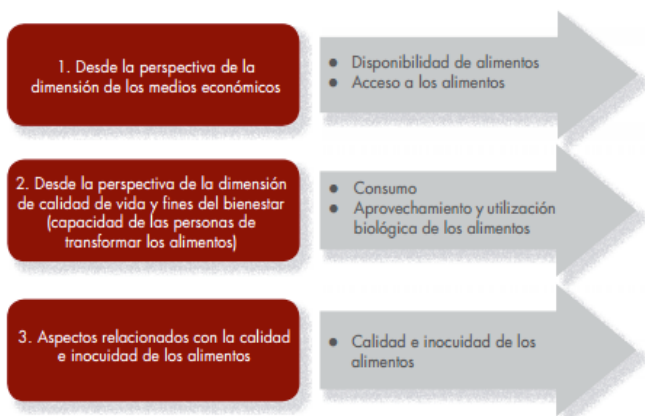 1. Desde la perspectiva de la
dimensión de los medios económicos
● Disponibilidad de alimentos
● Acceso a los alimentos
2. Desde la perspectiva de la dimensión
de calidad de vida y fines del bienestar
(capacidad de las personas de
transformar los alimentos)
● Consumo
● Aprovechamiento y utilización
biológica de los alimentos
3. Aspectos relacionados con la calidad
e inocuidad de los alimentos
● Calidad e inocuidad de los
alimentos